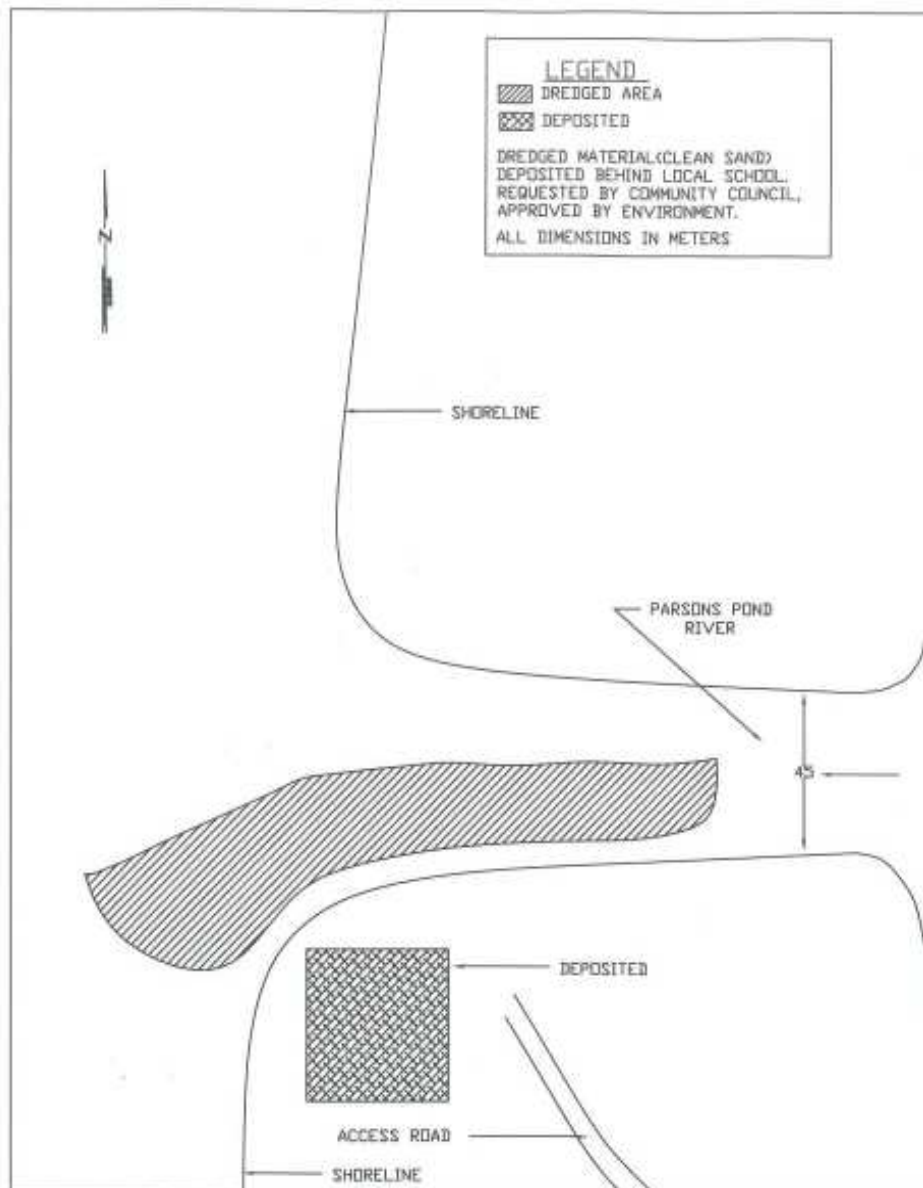 LEGEND
DREDGED AREA
DEPOSITED
DREDGED MATERIAL(CLEAN SAND)
DEPOSITED BEHIND LOCAL SCHOOL.
REQUESTED BY COMMUNITY COUNCIL,
APPROVED BY ENVIRONMENT.
ALL DIMENSIONS IN METERS
N
SHORELINE
PARSONS POND
RIVER
45
DEPOSITED
ACCESS ROAD
SHORELINE